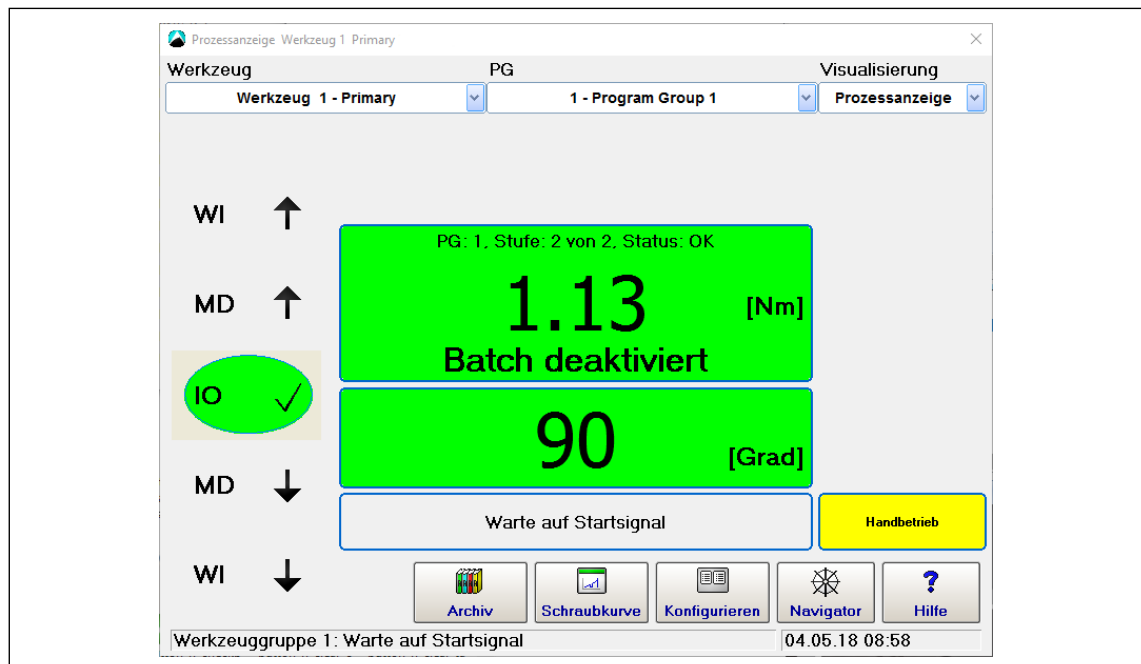 Prozessanzeige Werkzeug 1 Primary
Werkzeug PG Visualisierung
Werkzeug 1 - Primary 1 - Program Group 1 Prozessanzeige
WI
PG: 1, Stufe: 2 von 2, Status: OK
MD
1.13 [Nm]
Batch deaktiviert
IO
90 [Grad]
MD
Warte auf Startsignal Handbetrieb
WI
Archiv Schraubkurve Konfigurieren Navigator Hilfe
Werkzeuggruppe 1: Warte auf Startsignal 04.05.18 08:58